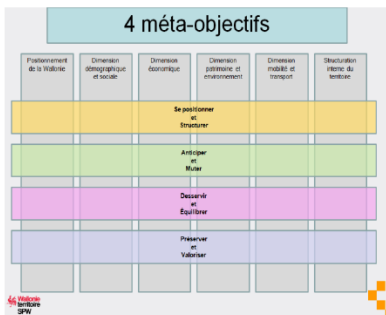 4 méta-objectifs
Positionnement
de la Wallonie
Dimension
démographique
et sociale
Dimension
économique
Dimension
patrimoine et
environnement
Dimension
mobilité et
transport
Structuration
interne du
territoire
Se positionner
et
Structurer
Anticiper
et
Muter
Desservir
et
Équilibrer
Préserver
et
Valoriser
Wallonie
territoire
SPW